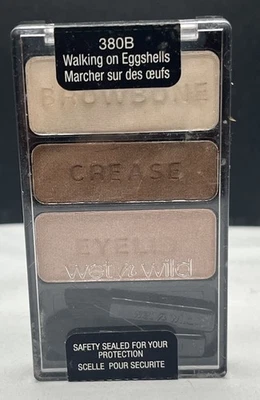 380B
Walking on Eggshells
Marcher sur des œufs
BROWBONE
CREASE
EYELID
wet n wild
SAFETY SEALED FOR YOUR
PROTECTION
SCELLE POUR SECURITE